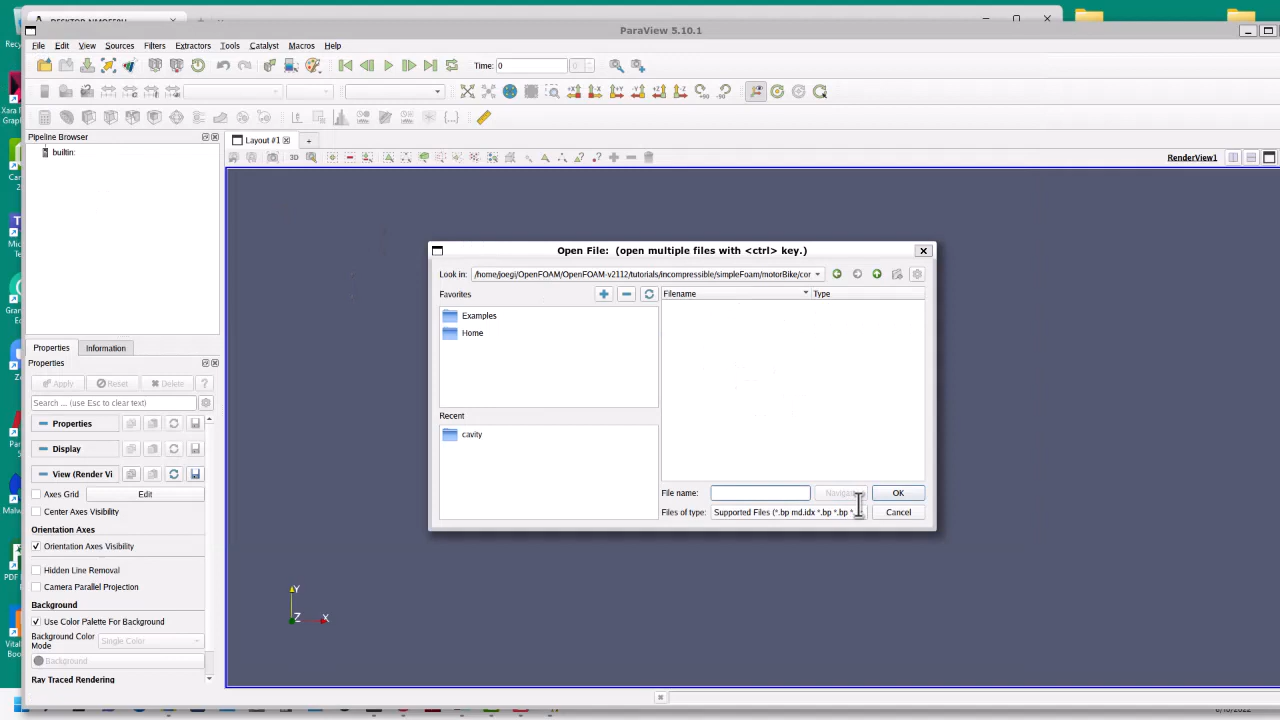 ParaView 5.10.1
File Edit View Sources Filters Extractors Tools Catalyst Macros Help
Time: 0 0
Pipeline Browser
builtin:
Layout #1
3D
RenderView1
Open File: (open multiple files with <ctrl> key.)
Look in: /home/joegi/OpenFOAM/OpenFOAM-v2112/tutorials/incompressible/simpleFoam/motorBike/cor
Favorites
Filename Type
Examples
Home
Recent
cavity
File name: Naviga
OK
Files of type: Supported Files (*.bp md.idx *.bp *.bp *.
Cancel
Properties Information
Properties
Apply Reset Delete ?
Search ... (use Esc to clear text)
Properties
Display
View (Render Vi
Axes Grid Edit
Center Axes Visibility
Orientation Axes
Orientation Axes Visibility
Hidden Line Removal
Camera Parallel Projection
Background
Use Color Palette For Background
Background Color Mode Single Color
Background
Ray Traced Rendering
Y
Z X